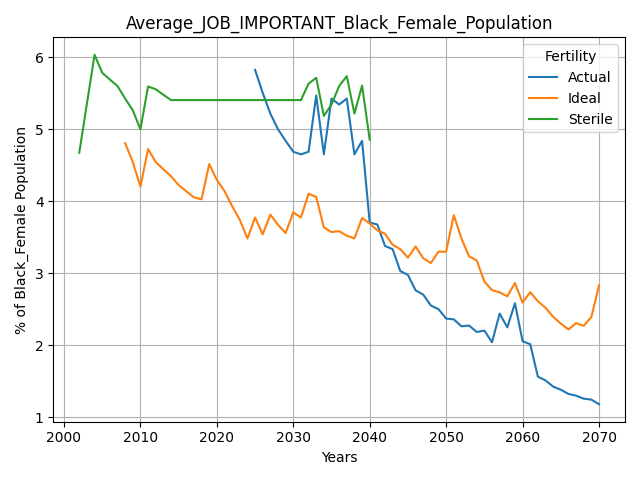 Average_JOB_IMPORTANT_Black_Female_Population
Fertility
Actual
Ideal
Sterile
% of Black_Female Population
6
5
4
3
2
1
2000 2010 2020 2030 2040 2050 2060 2070
Years